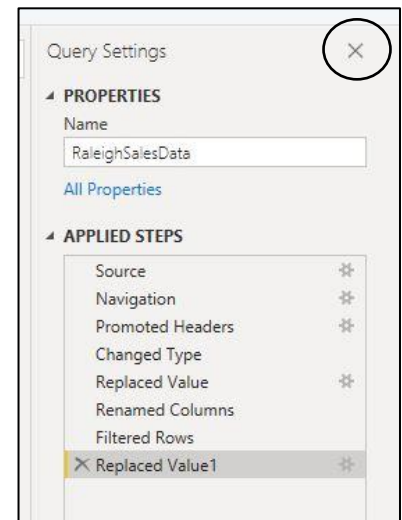 Query Settings
PROPERTIES
Name
RaleighSalesData
All Properties
APPLIED STEPS
Source
Navigation
Promoted Headers
Changed Type
Replaced Value
Renamed Columns
Filtered Rows
Replaced Value1